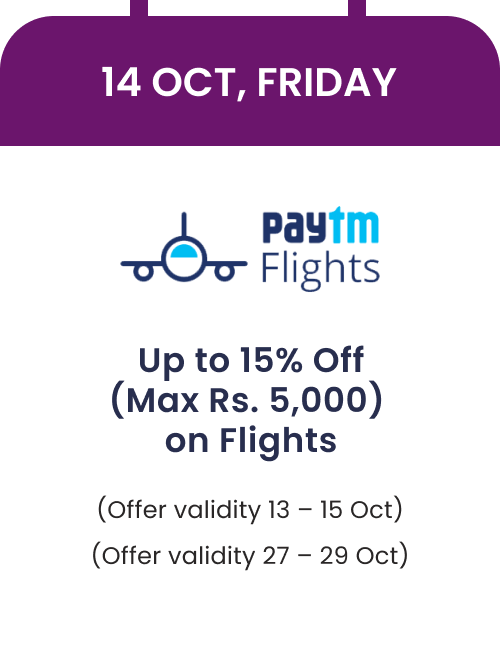 14 OCT, FRIDAY
paytm
Flights
Up to 15% Off
(Max Rs. 5,000)
on Flights
(Offer validity 13 – 15 Oct)
(Offer validity 27 – 29 Oct)